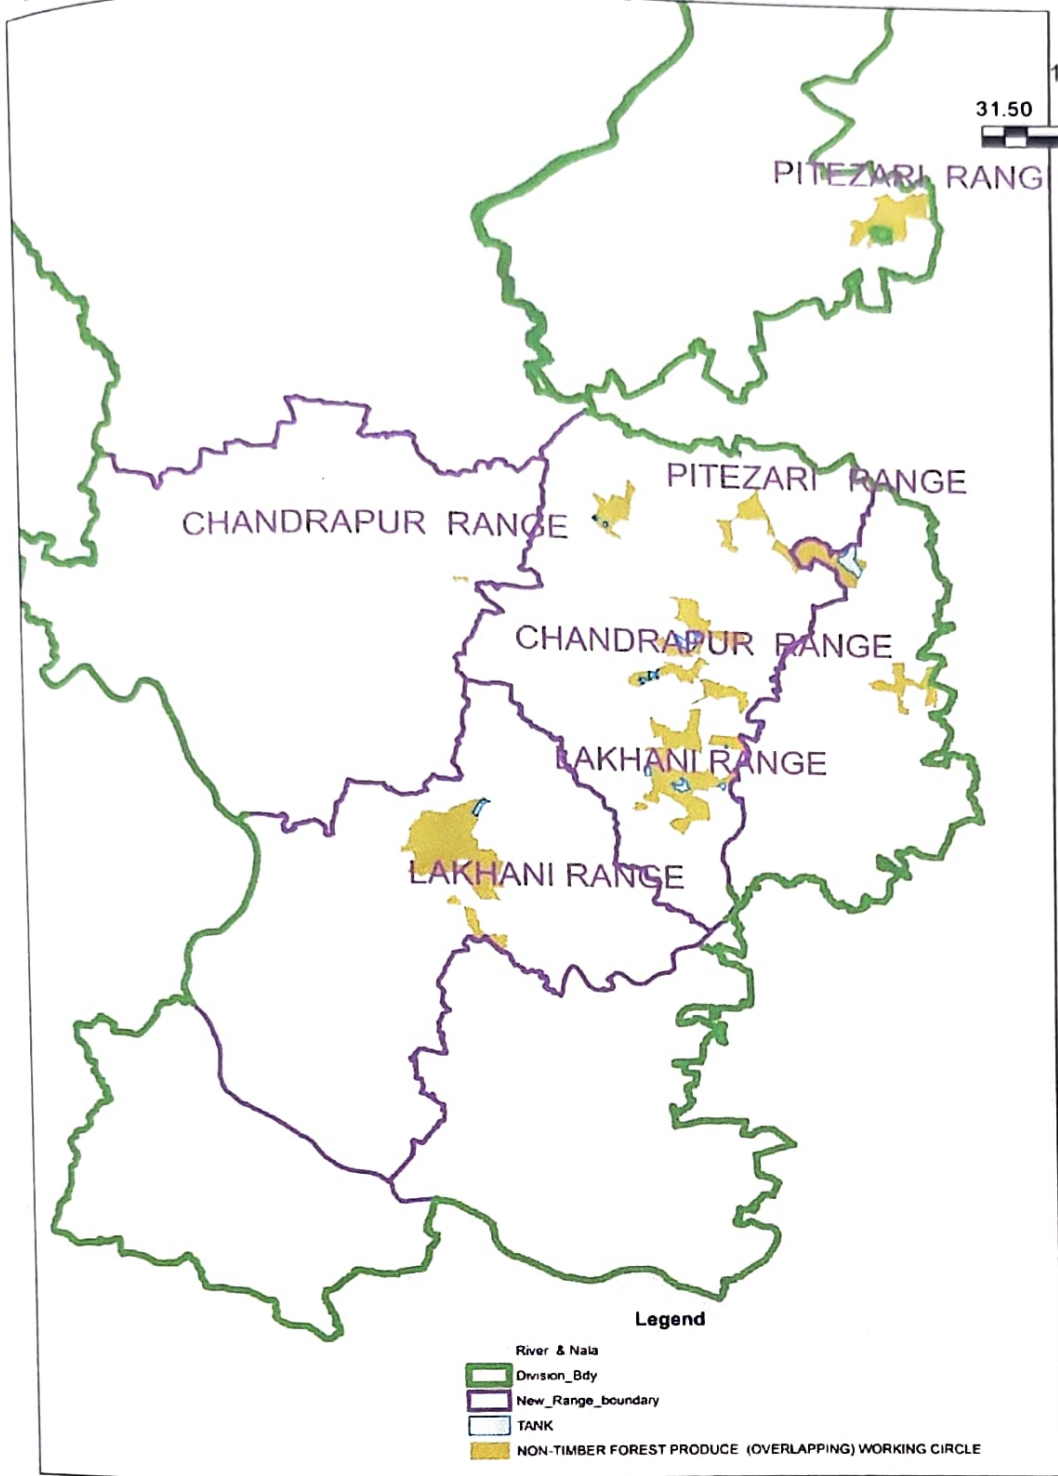 31.50
PITEZARI RANG
PITEZARI RANGE
CHANDRAPUR RANGE
CHANDRAPUR RANGE
LAKHANI RANGE
LAKHANI RANGE
Legend
River & Nala
Division_Bdy
New_Range_boundary
TANK
NON-TIMBER FOREST PRODUCE (OVERLAPPING) WORKING CIRCLE